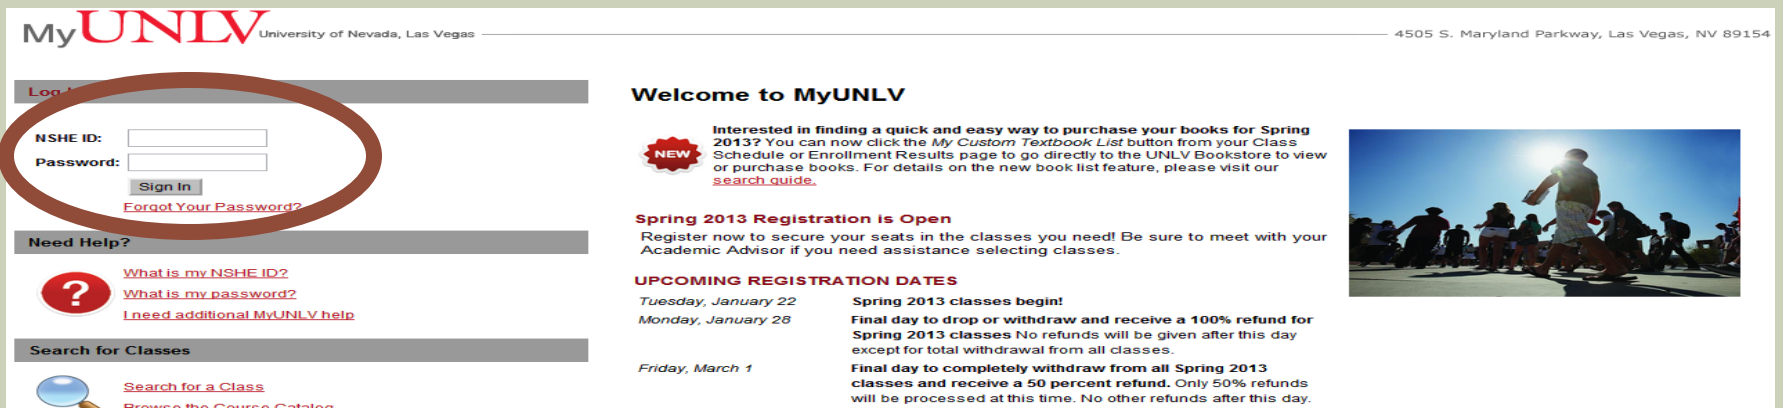 MyUNLV University of Nevada, Las Vegas
4505 S. Maryland Parkway, Las Vegas, NV 89154
NSHE ID:
Password:
Sign In
Forgot Your Password?
Need Help?
?
What is my NSHE ID?
What is my password?
I need additional MyUNLV help
Search for Classes
Search for a Class
Browse the Course Catalog
Welcome to MyUNLV
NEW
Interested in finding a quick and easy way to purchase your books for Spring
2013? You can now click the My Custom Textbook List button from your Class
Schedule or Enrollment Results page to go directly to the UNLV Bookstore to view
or purchase books. For details on the new book list feature, please visit our
search guide.
Spring 2013 Registration is Open
Register now to secure your seats in the classes you need! Be sure to meet with your
Academic Advisor if you need assistance selecting classes.
UPCOMING REGISTRATION DATES
Tuesday, January 22 Spring 2013 classes begin!
Monday, January 28 Final day to drop or withdraw and receive a 100% refund for
Spring 2013 classes No refunds will be given after this day
except for total withdrawal from all classes.
Friday, March 1 Final day to completely withdraw from all Spring 2013
classes and receive a 50 percent refund. Only 50% refunds
will be processed at this time. No other refunds after this day.